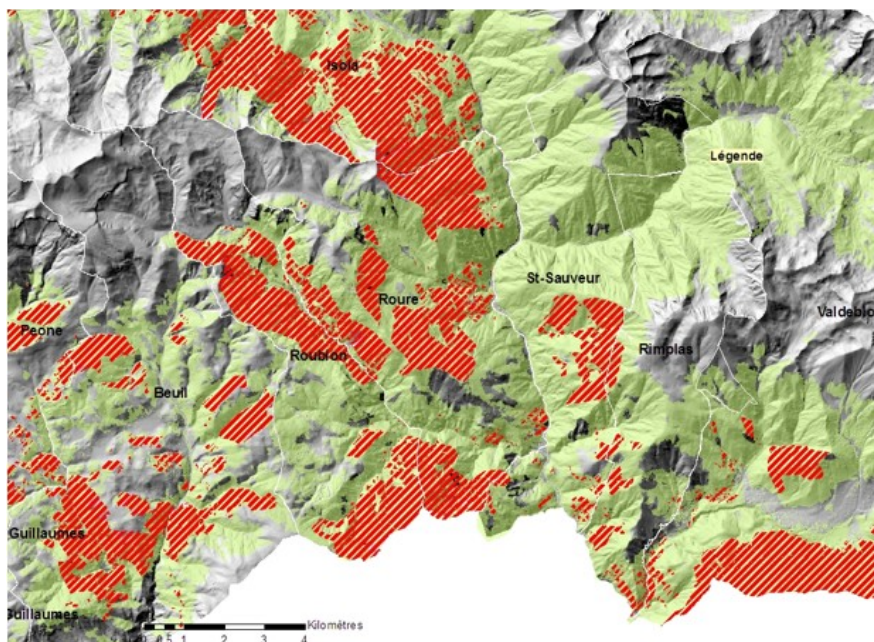 Isola
Légende
St-Sauveur
Roure
Valdeblo
Peone
Rimplas
Roubion
Beuil
Guillaumes
Guillaumes
Kilomètres
0 0,5 1 2 3 4